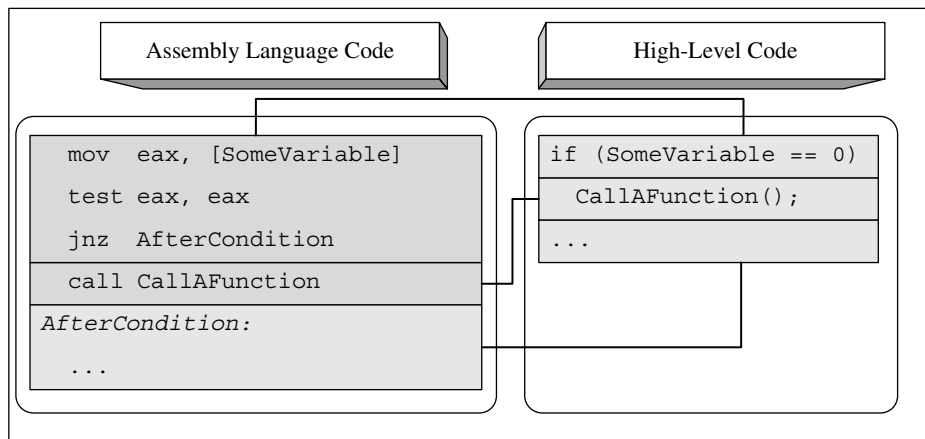 Assembly Language Code
High-Level Code
mov eax, [SomeVariable]
test eax, eax
jnz AfterCondition
call CallAFunction
AfterCondition:
...
if (SomeVariable == 0)
CallAFunction();
...